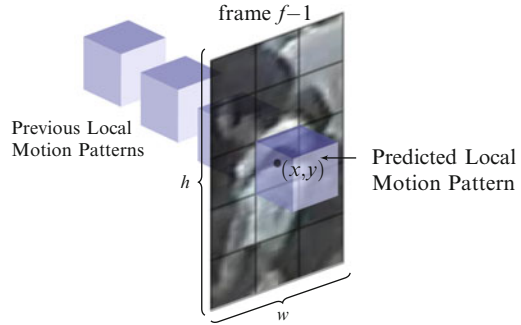 frame f−1
Previous Local
Motion Patterns
h
(x,y)
Predicted Local
Motion Pattern
w